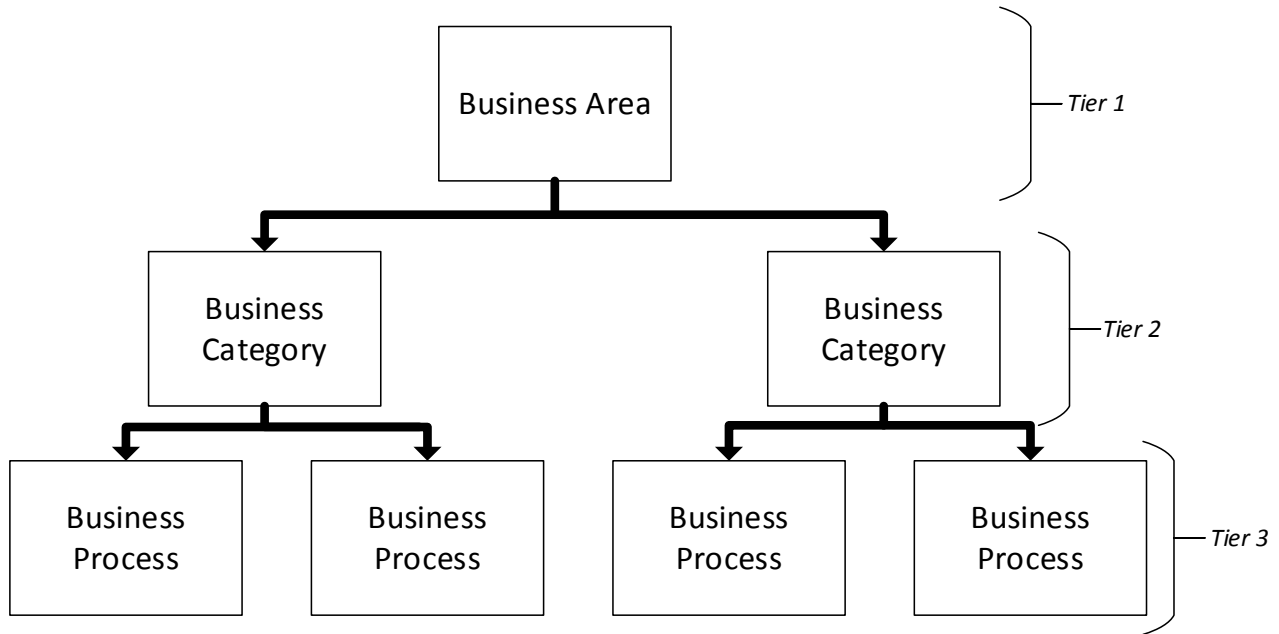 Business Area
Tier 1
Business
Category
Business
Category
Tier 2
Business
Process
Business
Process
Business
Process
Business
Process
Tier 3